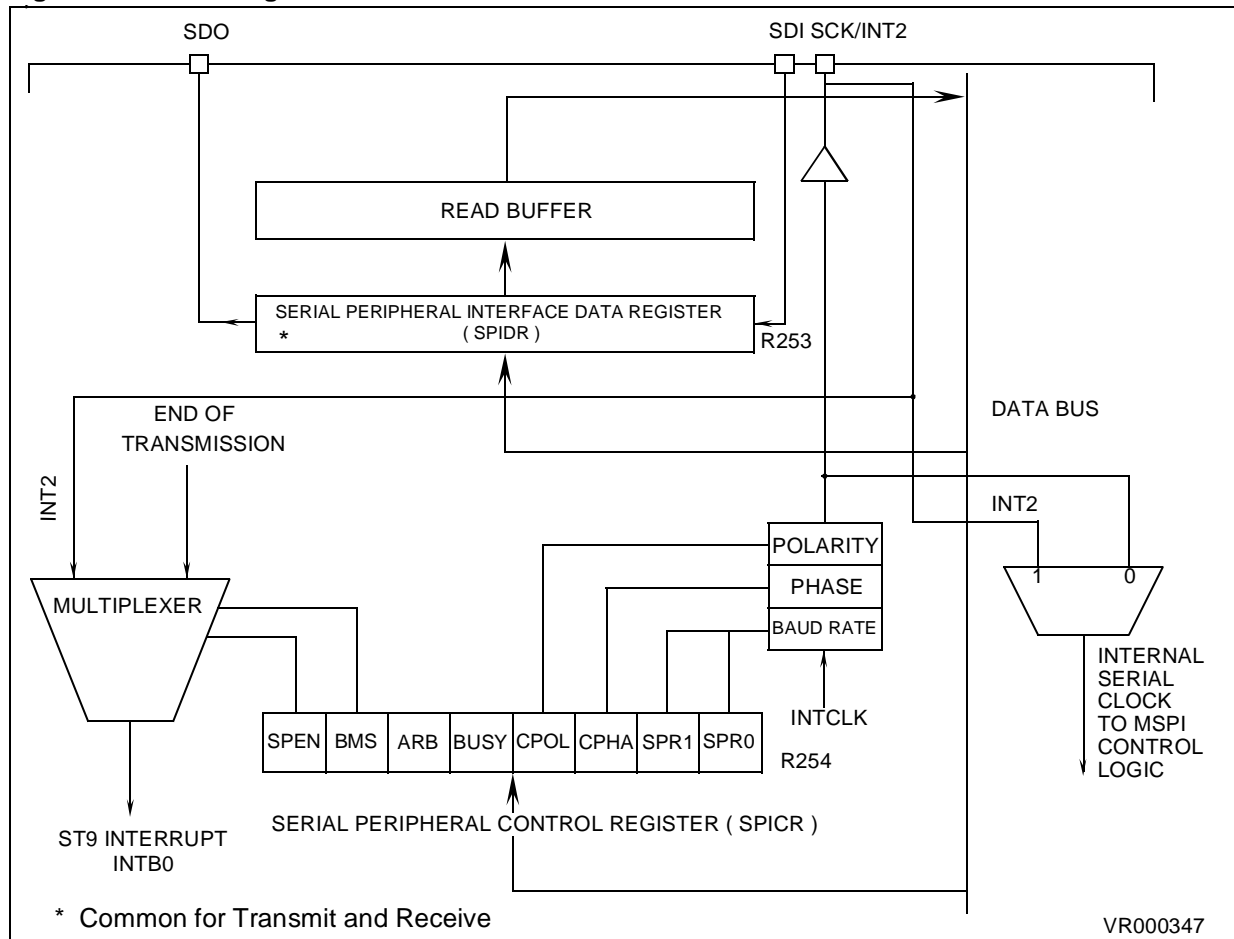 SDO
SDI SCK/INT2
READ BUFFER
SERIAL PERIPHERAL INTERFACE DATA REGISTER
( SPIDR )
*
R253
END OF
TRANSMISSION
DATA BUS
INT2
INT2
POLARITY
PHASE
BAUD RATE
1 0
MULTIPLEXER
INTERNAL
SERIAL
CLOCK
TO MSPI
CONTROL
LOGIC
INTCLK
SPEN BMS ARB BUSY CPOL CPHA SPR1 SPR0
R254
SERIAL PERIPHERAL CONTROL REGISTER ( SPICR )
ST9 INTERRUPT
INTB0
* Common for Transmit and Receive
VR000347